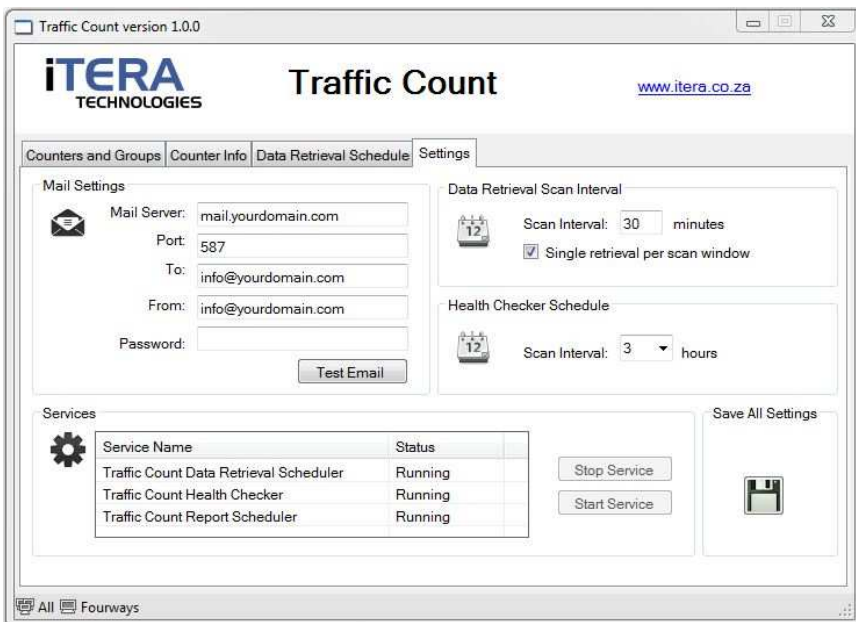 Traffic Count version 1.0.0
iTERA
TECHNOLOGIES
Traffic Count
www.itera.co.za
Counters and Groups Counter Info Data Retrieval Schedule Settings
Mail Settings
Mail Server: mail.yourdomain.com
Port: 587
To: info@yourdomain.com
From: info@yourdomain.com
Password:
Test Email
Data Retrieval Scan Interval
12
Scan Interval: 30 minutes
Single retrieval per scan window
Health Checker Schedule
12
Scan Interval: 3 hours
Services
Service Name Status
Traffic Count Data Retrieval Scheduler Running
Traffic Count Health Checker Running
Traffic Count Report Scheduler Running
Stop Service
Start Service
Save All Settings
All Fourways